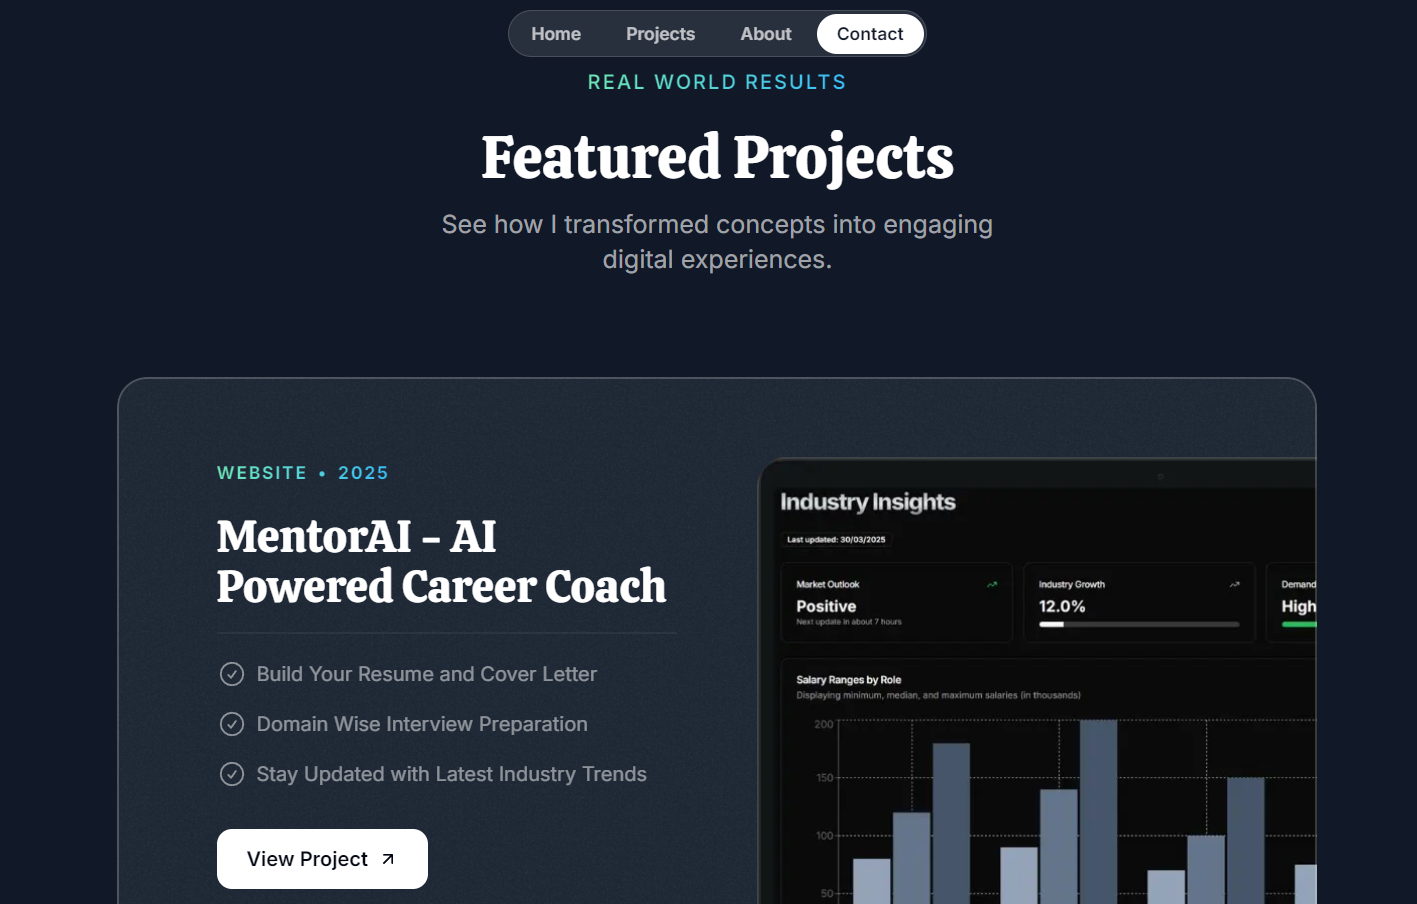 Home Projects About Contact
REAL WORLD RESULTS
Featured Projects
See how I transformed concepts into engaging
digital experiences.
WEBSITE • 2025
MentorAI – AI
Powered Career Coach
Build Your Resume and Cover Letter
Domain Wise Interview Preparation
Stay Updated with Latest Industry Trends
View Project
Industry Insights
Last updated: 30/03/2025
Market Outlook
Positive
Next update in about 7 hours
Industry Growth
12.0%
Demand
High
Salary Ranges by Role
Displaying minimum, median, and maximum salaries (in thousands)
200
150
100
50